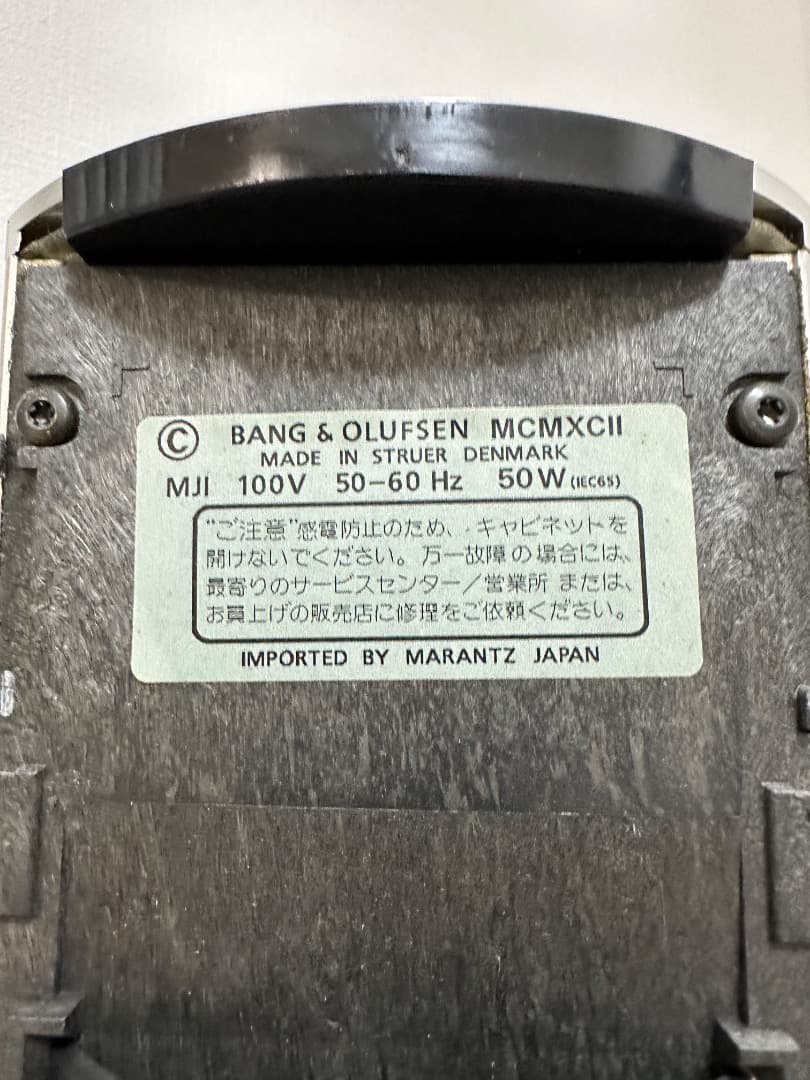 © BANG & OLUFSEN MCMXCII
MADE IN STRUER DENMARK
MJI 100V 50-60 Hz 50W (IEC65)
"ご注意"感電防止のため、キャビネットを
開けないでください。万一故障の場合には、
最寄りのサービスセンター/営業所 または、
お買上げの販売店に修理をご依頼ください。
IMPORTED BY MARANTZ JAPAN